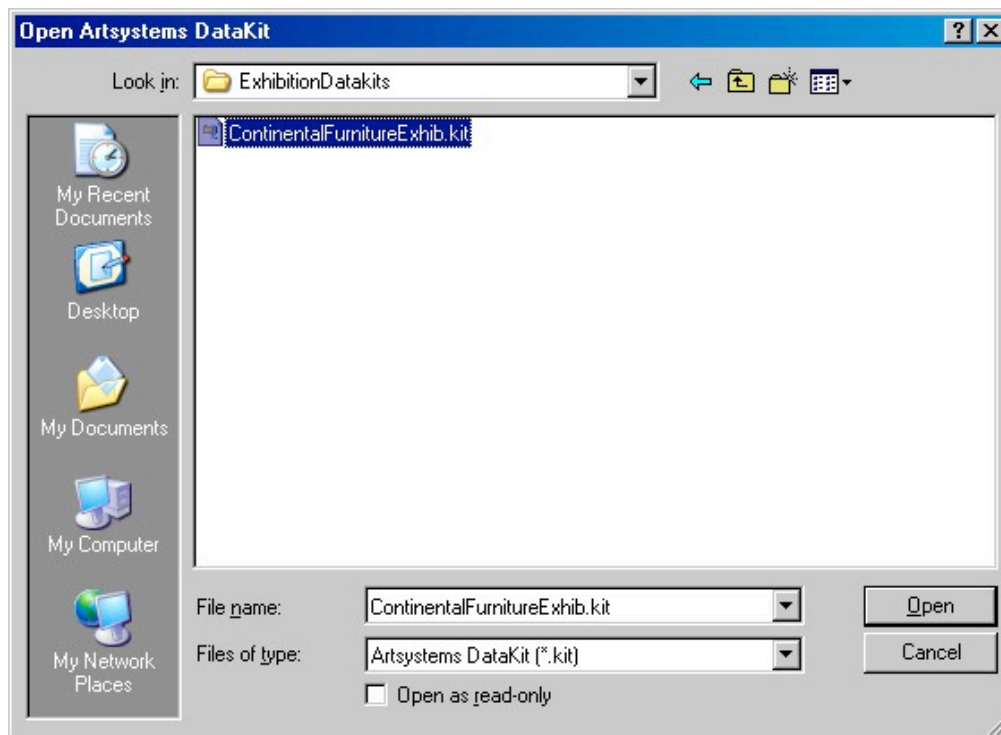 Open Artsystems DataKit
Look in: ExhibitionDatakits
ContinentalFurnitureExhib.kit
My Recent
Documents
Desktop
My Documents
My Computer
My Network
Places
File name: ContinentalFurnitureExhib.kit Open
Files of type: Artsystems DataKit (*.kit) Cancel
Open as read-only